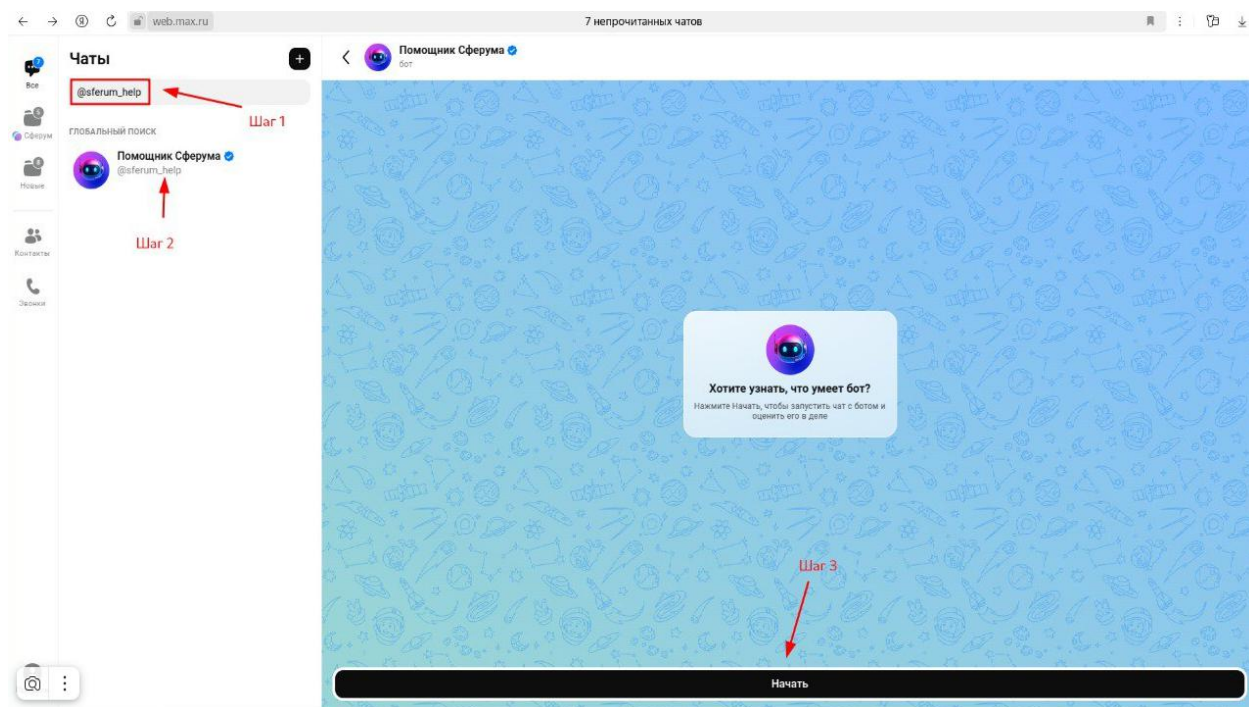 web.max.ru
7 непрочитанных чатов
7
Все
5
Сферум
Новые
Контакты
Звонки
Чаты
@sferum_help
Шаг 1
ГЛОБАЛЬНЫЙ ПОИСК
Помощник Сферума
@sferum_help
Шаг 2
Помощник Сферума
бот
Хотите узнать, что умеет бот?
Нажмите Начать, чтобы запустить чат с ботом и
оценить его в деле
Шаг 3
Начать